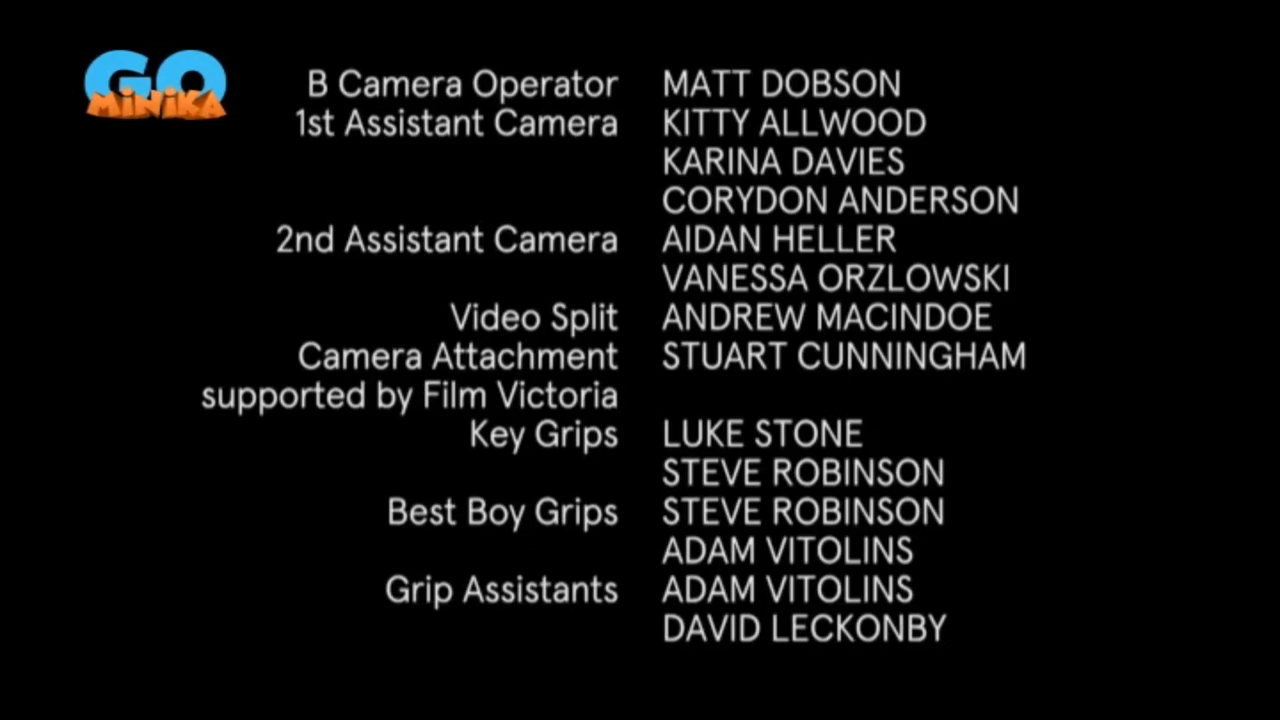 GO
MiNiKA
B Camera Operator MATT DOBSON
1st Assistant Camera KITTY ALLWOOD
KARINA DAVIES
CORYDON ANDERSON
2nd Assistant Camera AIDAN HELLER
VANESSA ORZLOWSKI
Video Split ANDREW MACINDOE
Camera Attachment STUART CUNNINGHAM
supported by Film Victoria
Key Grips LUKE STONE
STEVE ROBINSON
Best Boy Grips STEVE ROBINSON
ADAM VITOLINS
Grip Assistants ADAM VITOLINS
DAVID LECKONBY